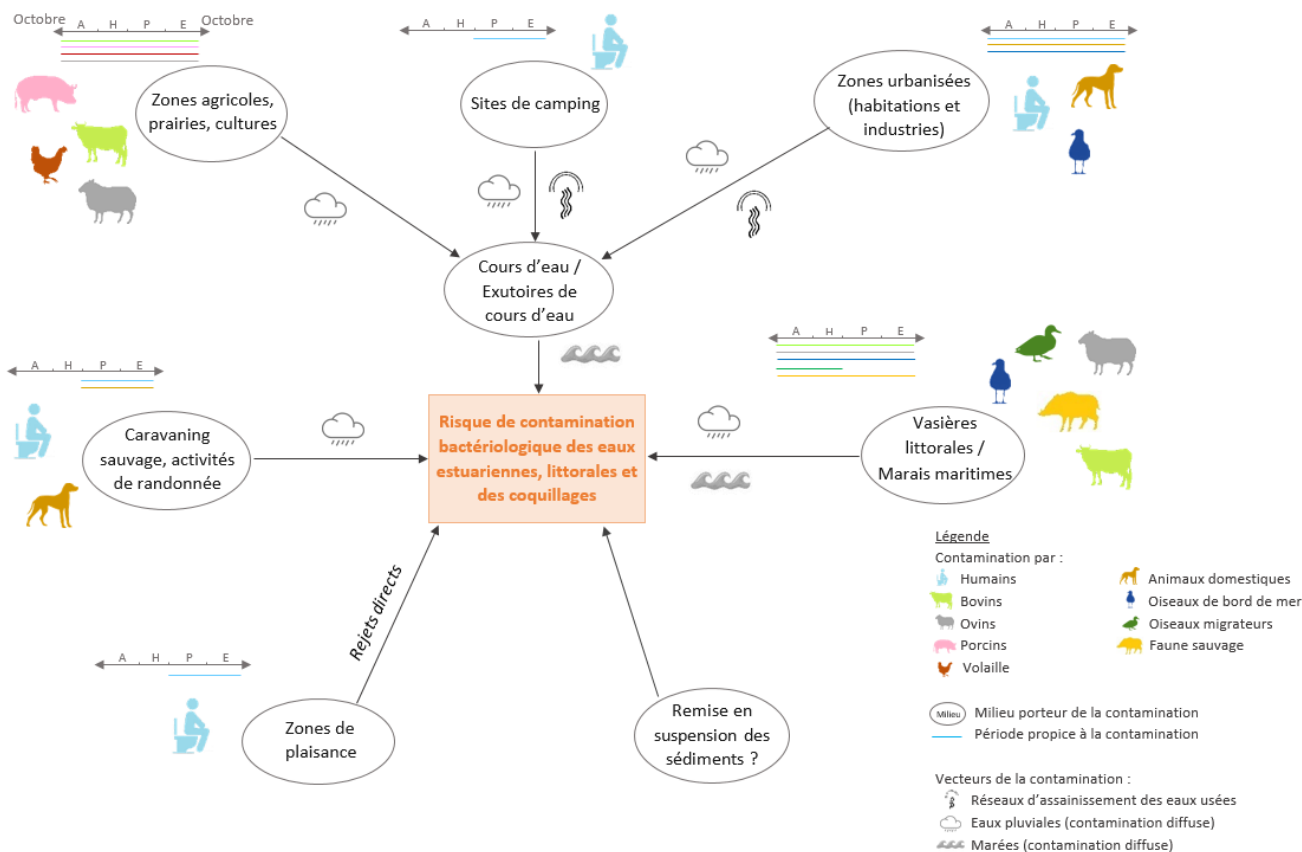 Octobre
A H P E
Octobre
Zones agricoles,
prairies, cultures
A H P E
Sites de camping
A H P E
Zones urbanisées
(habitations et
industries)
Cours d'eau /
Exutoires de
cours d'eau
A H P E
Caravaning
sauvage, activités
de randonnée
Risque de contamination
bactériologique des eaux
estuariennes, littorales et
des coquillages
A H P E
Vasières
littorales /
Marais maritimes
Rejets directs
A H P E
Zones de
plaisance
Remise en
suspension des
sédiments ?
Légende
Contamination par :
Humains
Bovins
Ovins
Porcins
Volaille
Animaux domestiques
Oiseaux de bord de mer
Oiseaux migrateurs
Faune sauvage
Milieu
Milieu porteur de la contamination
Période propice à la contamination
Vecteurs de la contamination :
Réseaux d'assainissement des eaux usées
Eaux pluviales (contamination diffuse)
Marées (contamination diffuse)